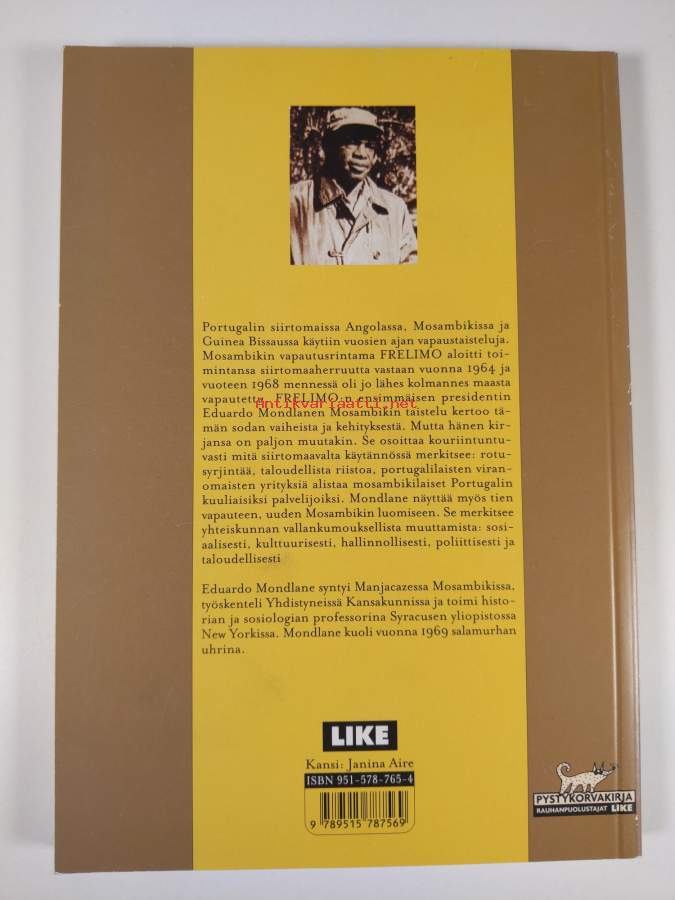 Portugalin siirtomaissa Angolassa, Mosambikissa ja
Guinea Bissaussa käytiin vuosien ajan vapaustaisteluja.
Mosambikin vapautusrintama FRELIMO aloitti toi-
mintansa siirtomaaherruutta vastaan vuonna 1964 ja
vuoteen 1968 mennessä oli jo lähes kolmannes maasta
vapautettu. FRELIMO:n ensimmäisen presidentin
Antikvariaatti.net
Eduardo Mondlanen Mosambikin taistelu kertoo tä-
män sodan vaiheista ja kehityksestä. Mutta hänen kir-
jansa on paljon muutakin. Se osoittaa kouriintuntu-
vasti mitä siirtomaavalta käytännössä merkitsee: rotu-
syrjintää, taloudellista riistoa, portugalilaisten viran-
omaisten yrityksiä alistaa mosambikilaiset Portugalin
kuuliaisiksi palvelijoiksi. Mondlane näyttää myös tien
vapauteen, uuden Mosambikin luomiseen. Se merkitsee
yhteiskunnan vallankumouksellista muuttamista: sosi-
aalisesti, kulttuurisesti, hallinnollisesti, poliittisesti ja
taloudellisesti
Eduardo Mondlane syntyi Manjacazessa Mosambikissa,
työskenteli Yhdistyneissä Kansakunnissa ja toimi histo-
rian ja sosiologian professorina Syracusen yliopistossa
New Yorkissa. Mondlane kuoli vuonna 1969 salamurhan
uhrina.
LIKE
Kansi: Janina Aire
ISBN 951-578-765-4
9 789515 787569
PYSTYKORVAKIRJA
RAUHANPUOLUSTAJAT LIKE